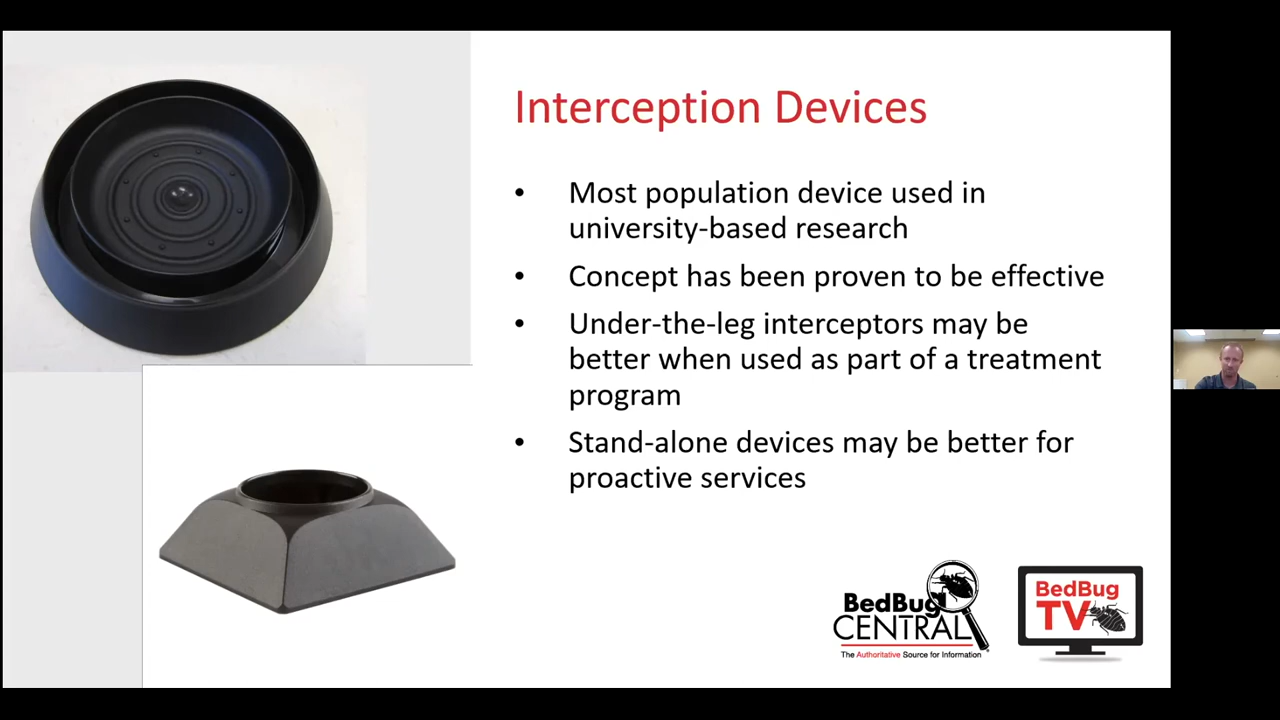 Interception Devices
• Most population device used in
university-based research
• Concept has been proven to be effective
• Under-the-leg interceptors may be
better when used as part of a treatment
program
• Stand-alone devices may be better for
proactive services
BedBug
CENTRAL
The Authoritative Source for Information
BedBug
TV